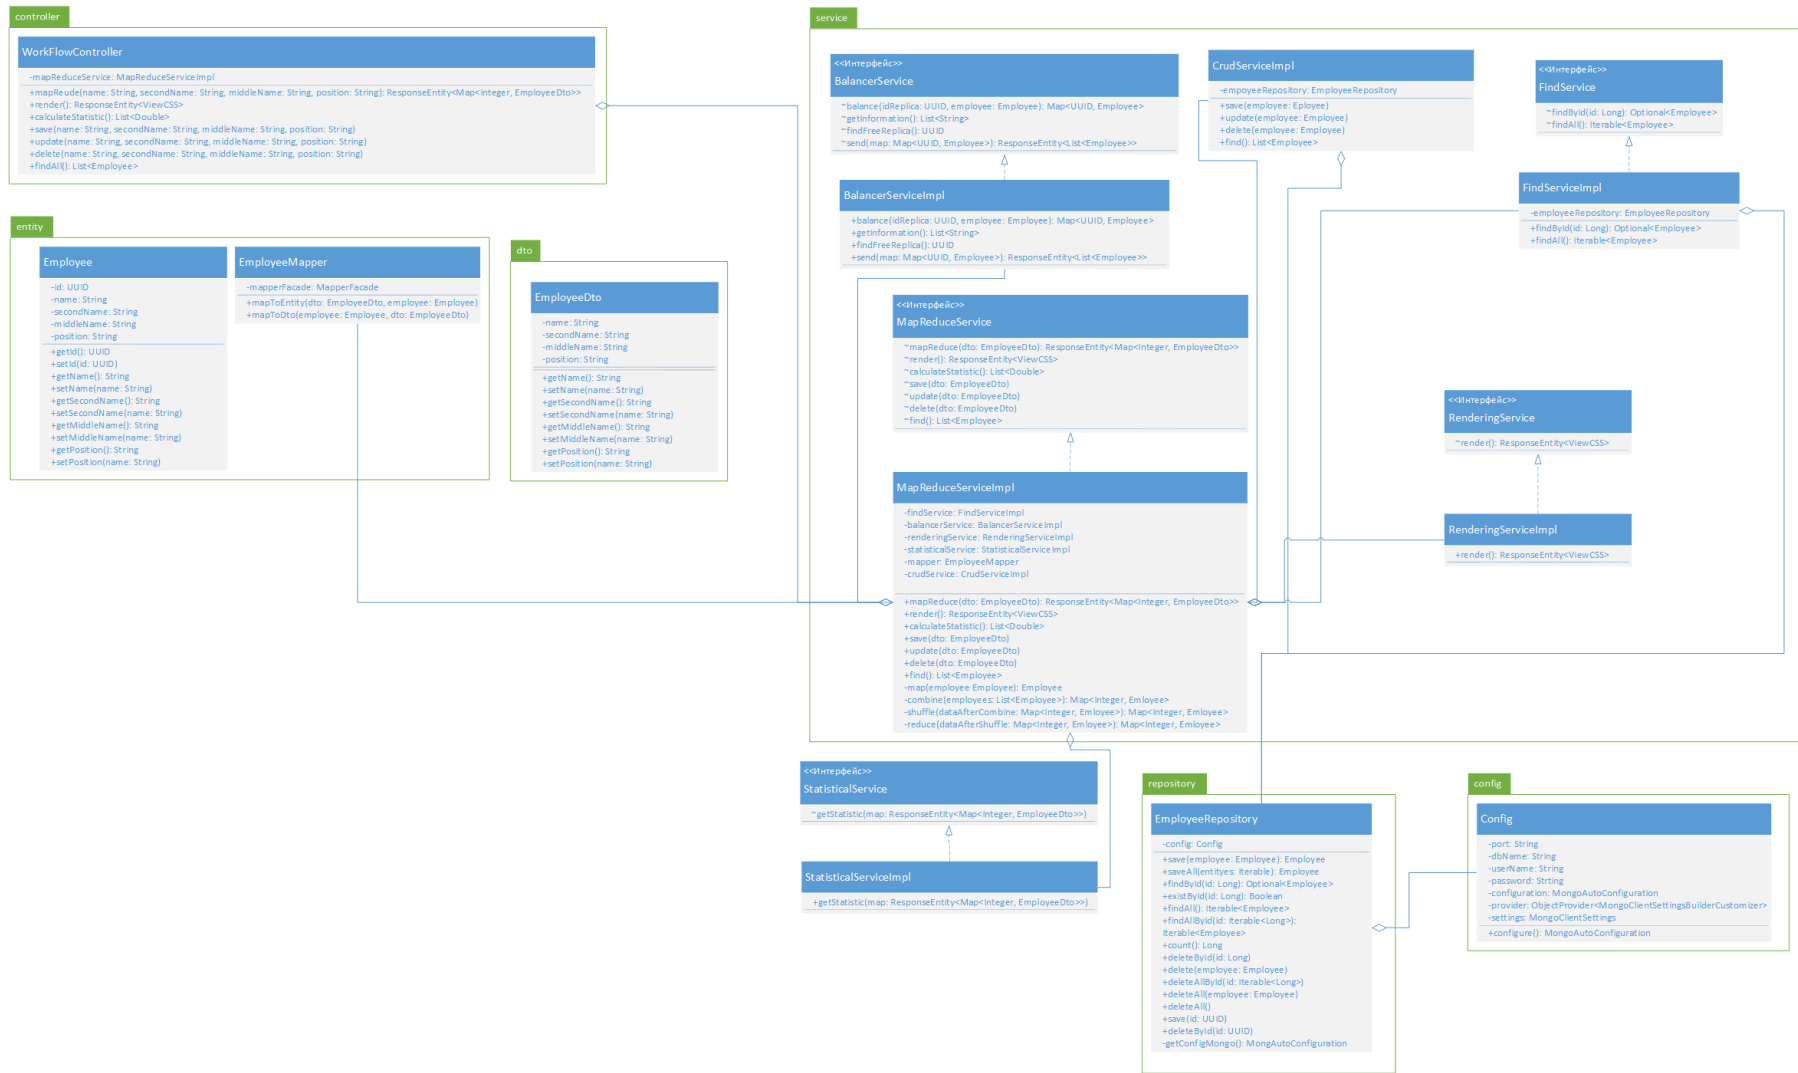 controller
WorkFlowController
-mapReduceService: MapReduceServiceImpl
+mapReude(name: String, secondName: String, middleName: String, position: String): ResponseEntity<Map<Integer, EmployeeDto>>
+render(): ResponseEntity<ViewCSS>
+calculateStatistic(): List<Double>
+save(name: String, secondName: String, middleName: String, position: String)
+update(name: String, secondName: String, middleName: String, position: String)
+delete(name: String, secondName: String, middleName: String, position: String)
+findAll(): List<Employee>
entity
Employee
-id: UUID
-name: String
-secondName: String
-middleName: String
-position: String
+getId(): UUID
+setId(id: UUID)
+getName(): String
+setName(name: String)
+getSecondName(): String
+setSecondName(name: String)
+getMiddleName(): String
+setMiddleName(name: String)
+getPosition(): String
+setPosition(name: String)
EmployeeMapper
-mapperFacade: MapperFacade
+mapToEntity(dto: EmployeeDto, employee: Employee)
+mapToDto(employee: Employee, dto: EmployeeDto)
dto
EmployeeDto
-name: String
-secondName: String
-middleName: String
-position: String
+getName(): String
+setName(name: String)
+getSecondName(): String
+setSecondName(name: String)
+getMiddleName(): String
+setMiddleName(name: String)
+getPosition(): String
+setPosition(name: String)
service
<<Интерфейс>>
BalancerService
~balance(idReplica: UUID, employee: Employee): Map<UUID, Employee>
~getInformation(): List<String>
~findFreeReplica(): UUID
~send(map: Map<UUID, Employee>): ResponseEntity<List<Employee>>
BalancerServiceImpl
+balance(idReplica: UUID, employee: Employee): Map<UUID, Employee>
+getInformation(): List<String>
+findFreeReplica(): UUID
+send(map: Map<UUID, Employee>): ResponseEntity<List<Employee>>
CrudServiceImpl
-empoyeeRepository: EmployeeRepository
+save(employee: Eployee)
+update(employee: Employee)
+delete(employee: Employee)
+find(): List<Employee>
<<Интерфейс>>
FindService
~findById(id: Long): Optional<Employee>
~findAll(): Iterable<Employee>
FindServiceImpl
-employeeRepository: EmployeeRepository
+findById(id: Long): Optional<Employee>
+findAll(): Iterable<Employee>
<<Интерфейс>>
MapReduceService
~mapReduce(dto: EmployeeDto): ResponseEntity<Map<Integer, EmployeeDto>>
~render(): ResponseEntity<ViewCSS>
~calculateStatistic(): List<Double>
~save(dto: EmployeeDto)
~update(dto: EmployeeDto)
~delete(dto: EmployeeDto)
~find(): List<Employee>
MapReduceServiceImpl
-findService: FindServiceImpl
-balancerService: BalancerServiceImpl
-renderingService: RenderingServiceImpl
-statisticalService: StatisticalServiceImpl
-mapper: EmployeeMapper
-crudService: CrudServiceImpl
+mapReduce(dto: EmployeeDto): ResponseEntity<Map<Integer, EmployeeDto>>
+render(): ResponseEntity<ViewCSS>
+calculateStatistic(): List<Double>
+save(dto: EmployeeDto)
+update(dto: EmployeeDto)
+delete(dto: EmployeeDto)
+find(): List<Employee>
-map(employee Employee): Employee
-combine(employees: List<Employee>): Map<Integer, Emloyee>
-shuffle(dataAfterCombine: Map<Integer, Emloyee>): Map<Integer, Emloyee>
-reduce(dataAfterShuffle: Map<Integer, Emloyee>): Map<Integer, Emloyee>
<<Интерфейс>>
RenderingService
~render(): ResponseEntity<ViewCSS>
RenderingServiceImpl
+render(): ResponseEntity<ViewCSS>
<<Интерфейс>>
StatisticalService
~getStatistic(map: ResponseEntity<Map<Integer, EmployeeDto>>)
StatisticalServiceImpl
+getStatistic(map: ResponseEntity<Map<Integer, EmployeeDto>>)
repository
EmployeeRepository
-config: Config
+save(employee: Employee): Employee
+saveAll(entityes: Iterable): Employee
+findById(id: Long): Optional<Employee>
+existById(id: Long): Boolean
+findAll(): Iterable<Employee>
+findAllById(id: Iterable<Long>):
Iterable<Employee>
+count(): Long
+deleteById(id: Long)
+delete(employee: Employee)
+deleteAllById(id: Iterable<Long>)
+deleteAll(employee: Employee)
+deleteAll()
+save(id: UUID)
+deleteById(id: UUID)
-getConfigMongo(): MongAutoConfiguration
config
Config
-port: String
-dbName: String
-userName: String
-password: Strting
-configuration: MongoAutoConfiguration
-provider: ObjectProvider<MongoClientSettingsBuilderCustomizer>
-settings: MongoClientSettings
+configure(): MongoAutoConfiguration